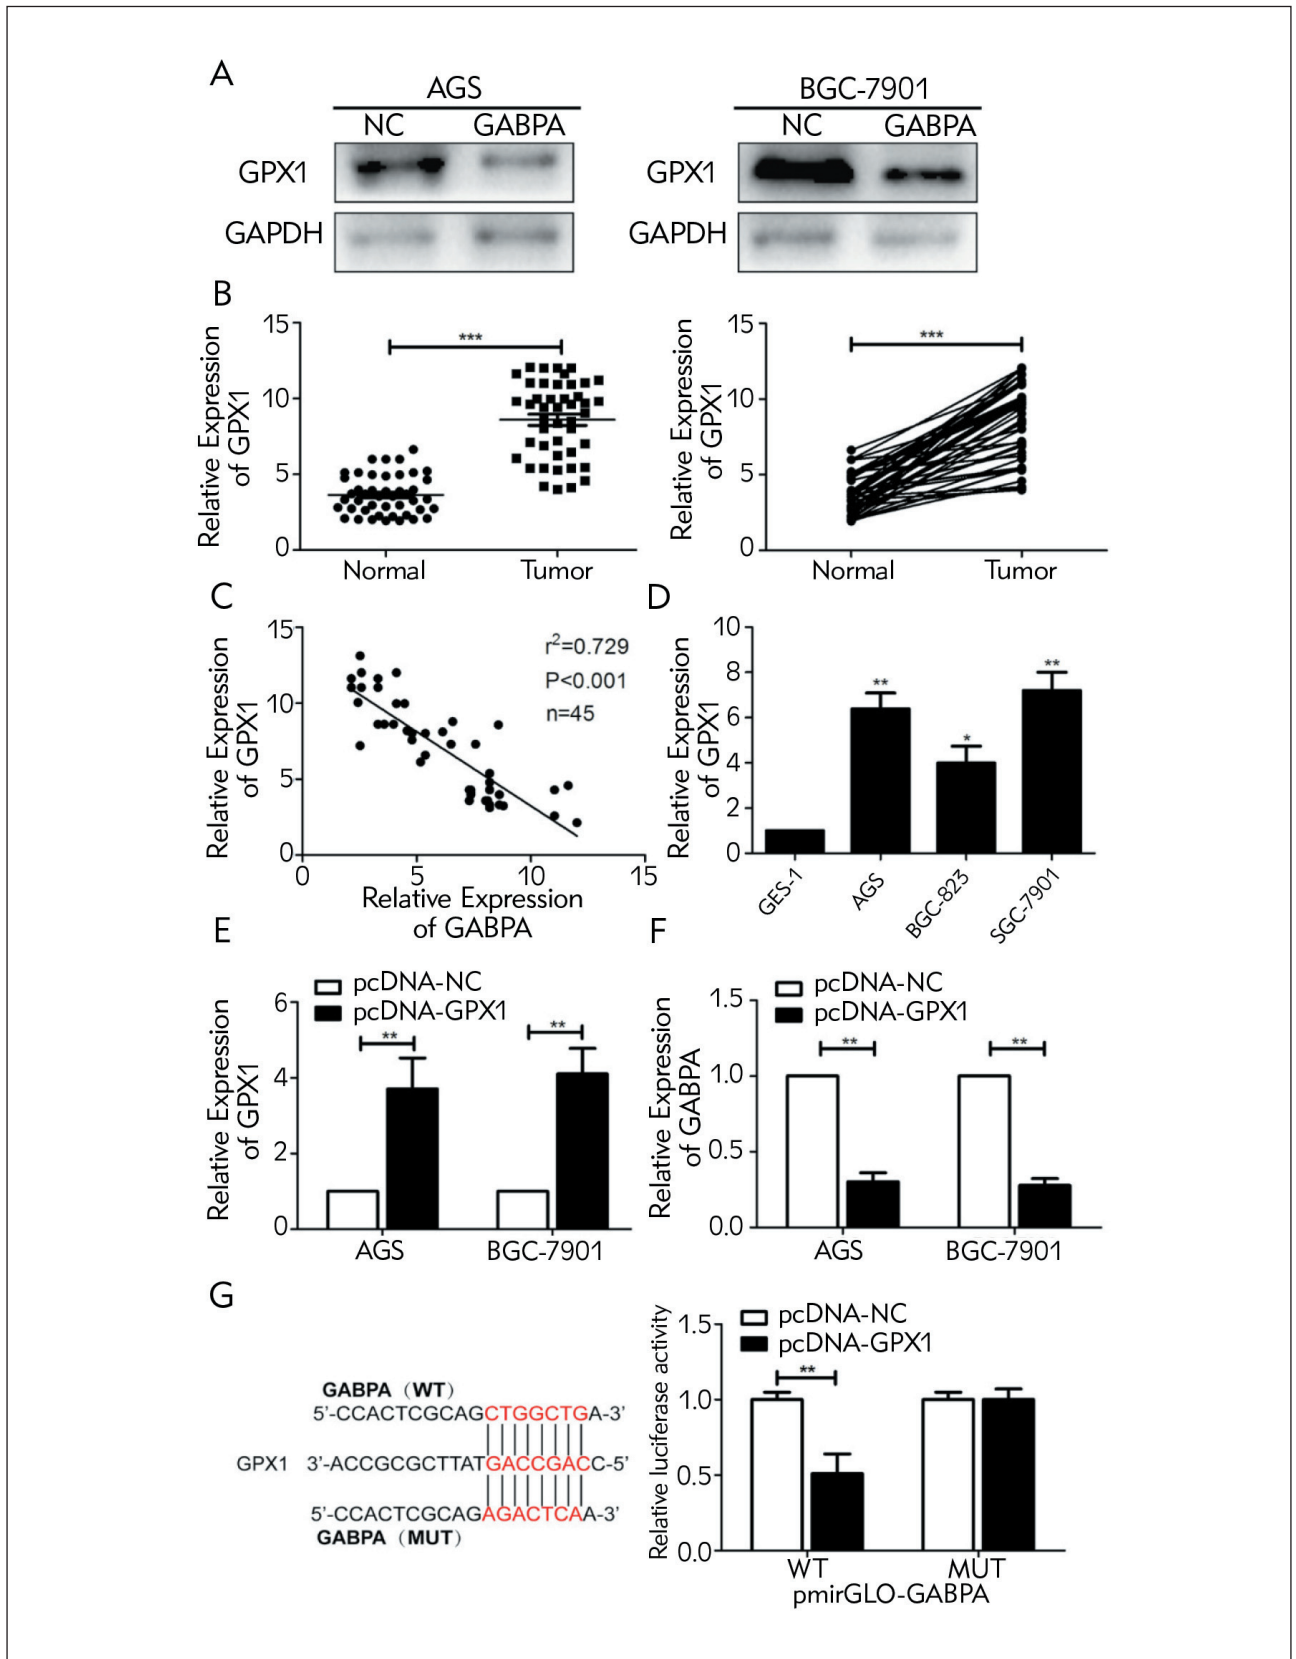 A
AGS
BGC-7901
NC GABPA
NC GABPA
GPX1
GPX1
GAPDH
GAPDH
B
Relative Expression
of GPX1
15
10
5
0
***
Normal Tumor
Relative Expression
of GPX1
15
10
5
0
***
Normal Tumor
C
Relative Expression
of GPX1
15
10
5
0
r²=0.729
P<0.001
n=45
0 5 10 15
Relative Expression
of GABPA
D
Relative Expression
of GPX1
10
8
6
4
2
0
**
*
**
GES-1
AGS
BGC-823
SGC-7901
E
pcDNA-NC
pcDNA-GPX1
Relative Expression
of GPX1
6
4
2
0
**
**
AGS BGC-7901
F
pcDNA-NC
pcDNA-GPX1
Relative Expression
of GABPA
1.5
1.0
0.5
0.0
**
**
AGS BGC-7901
G
GABPA (WT)
5'-CCACTCGCAGCTGGCTGA-3'
GPX1 3'-ACCGCGCTTATGACCGACC-5'
5'-CCACTCGCAGAGACTCAA-3'
GABPA (MUT)
pcDNA-NC
pcDNA-GPX1
Relative luciferase activity
1.5
1.0
0.5
0.0
**
WT MUT
pmirGLO-GABPA